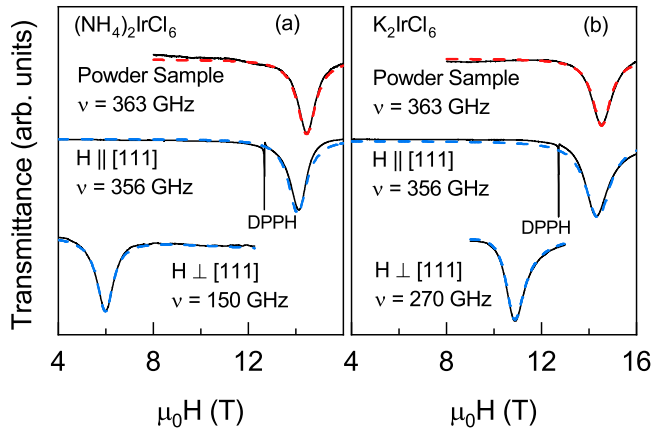 (NH₄)₂IrCl₆
(a)
Powder Sample
ν = 363 GHz
H || [111]
ν = 356 GHz
DPPH
H ⊥ [111]
ν = 150 GHz
K₂IrCl₆
(b)
Powder Sample
ν = 363 GHz
H || [111]
ν = 356 GHz
DPPH
H ⊥ [111]
ν = 270 GHz
Transmittance (arb. units)
4 8 12 4 8 12 16
μ₀H (T) μ₀H (T)